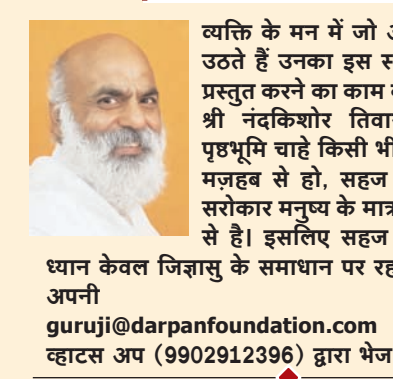 व्यक्ति के मन में जो
उठते हैं उनका इस
प्रस्तुत करने का काम
श्री नंदकिशोर
पृष्ठभूमि चाहे किसी
मज़हब से हो, सहज
सरोकार मनुष्य के
से है। इसलिए सहज
ध्यान केवल जिज्ञासु के समाधान पर
अपनी
guruji@darpanfoundation.com
व्हाटस अप (9902912396) द्वारा भेज